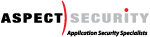 ASPECT)SECURITY
Application Security Specialists